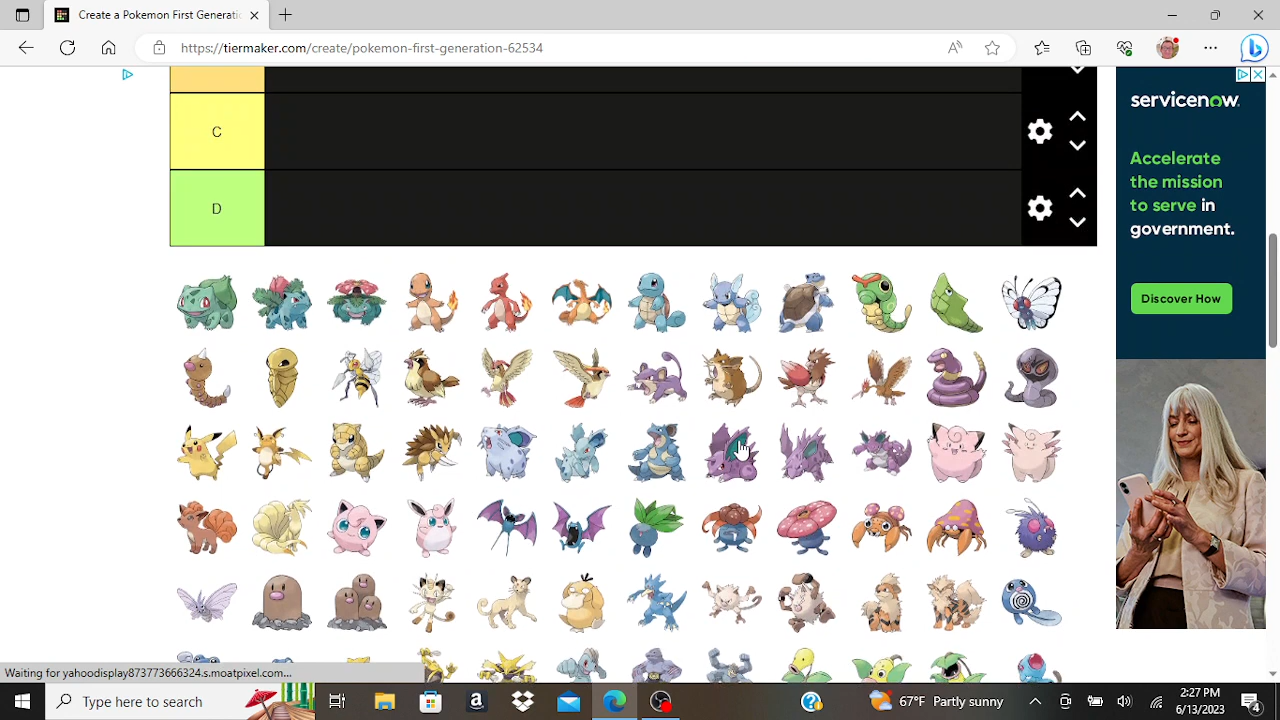 Create a Pokemon First Generatio
https://tiermaker.com/create/pokemon-first-generation-62534
C
D
servicenow
Accelerate
the mission
to serve in
government.
Discover How
Waiting for yahoodisplay873773666324.s.moatpixel.com...
Type here to search
67°F Partly sunny
2:27 PM
6/13/2023
4